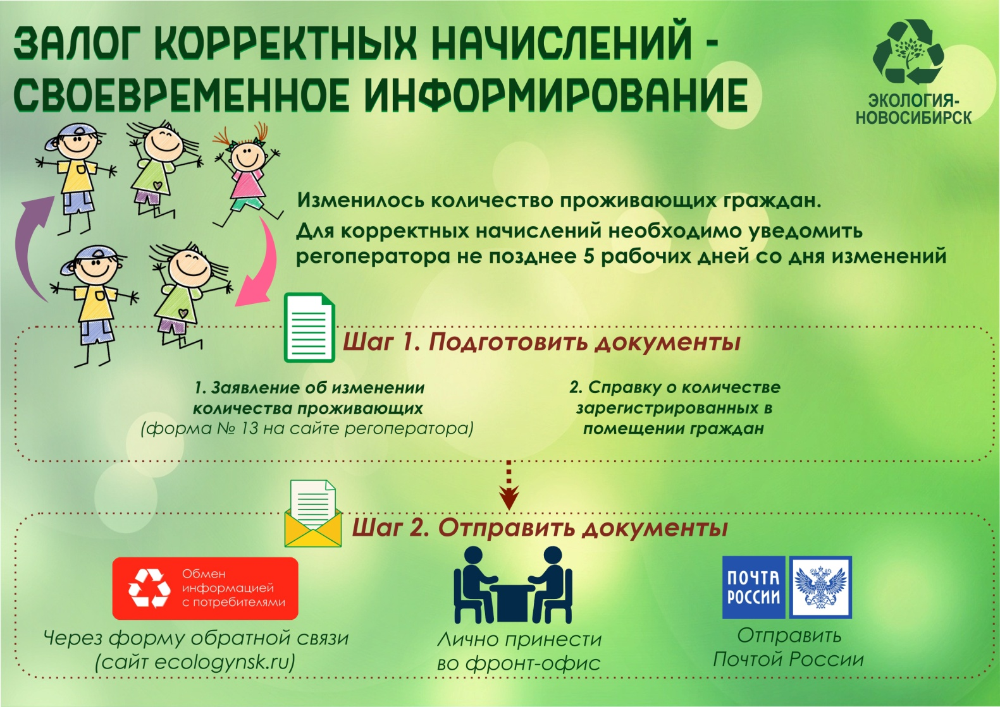 ЗАЛОГ КОРРЕКТНЫХ НАЧИСЛЕНИЙ -
СВОЕВРЕМЕННОЕ ИНФОРМИРОВАНИЕ
ЭКОЛОГИЯ-
НОВОСИБИРСК
Изменилось количество проживающих граждан.
Для корректных начислений необходимо уведомить
регоператора не позднее 5 рабочих дней со дня изменений
Шаг 1. Подготовить документы
1. Заявление об изменении
количества проживающих
(форма № 13 на сайте регоператора)
2. Справку о количестве
зарегистрированных в
помещении граждан
Шаг 2. Отправить документы
Обмен
информацией
с потребителями
Через форму обратной связи
(сайт ecologynsk.ru)
Лично принести
во фронт-офис
ПОЧТА
РОССИИ
Отправить
Почтой России